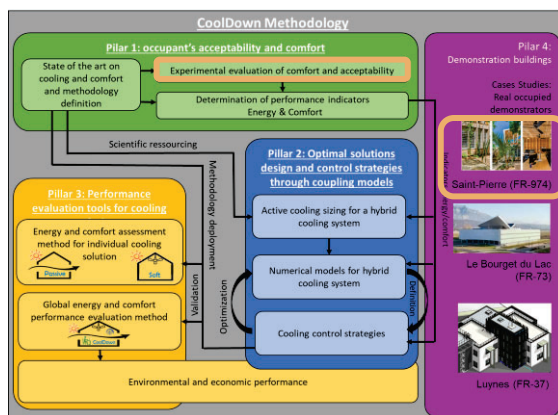 CoolDown Methodology
Pilar 1: occupant's acceptability and comfort
State of the art on
cooling and comfort
and methodology
definition
Experimental evaluation of comfort and acceptability
Determination of performance indicators
Energy & Comfort
Pilar 4:
Demonstration buildings
Cases Studies:
Real occupied
demonstrators
Saint-Pierre (FR-974)
Le Bourget du Lac
(FR-73)
Luynes (FR-37)
Scientific ressourcing
Methodology deployment
Validation
Pillar 2: Optimal solutions
design and control strategies
through coupling models
Active cooling sizing for a hybrid
cooling system
Numerical models for hybrid
cooling system
Cooling control strategies
Optimization
Definition
Pilar 3: Performance
evaluation tools for cooling
Energy and comfort assessment
method for individual cooling
solution
Passive
Soft
Global energy and comfort
performance evaluation method
CoolDown
Environmental and economic performance